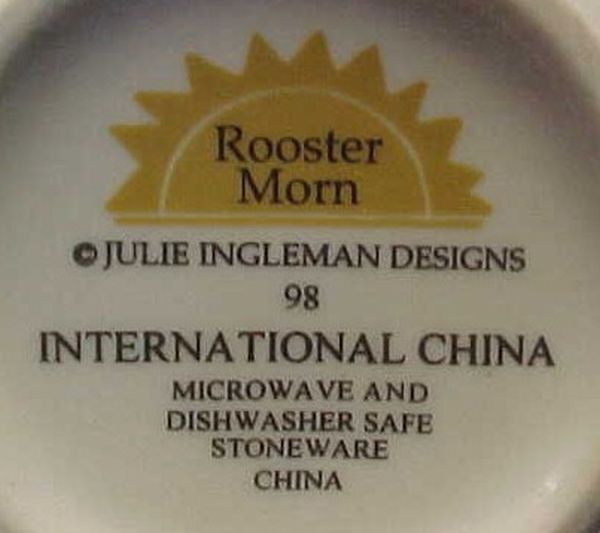 Rooster
Morn
© JULIE INGLEMAN DESIGNS
98
INTERNATIONAL CHINA
MICROWAVE AND
DISHWASHER SAFE
STONEWARE
CHINA